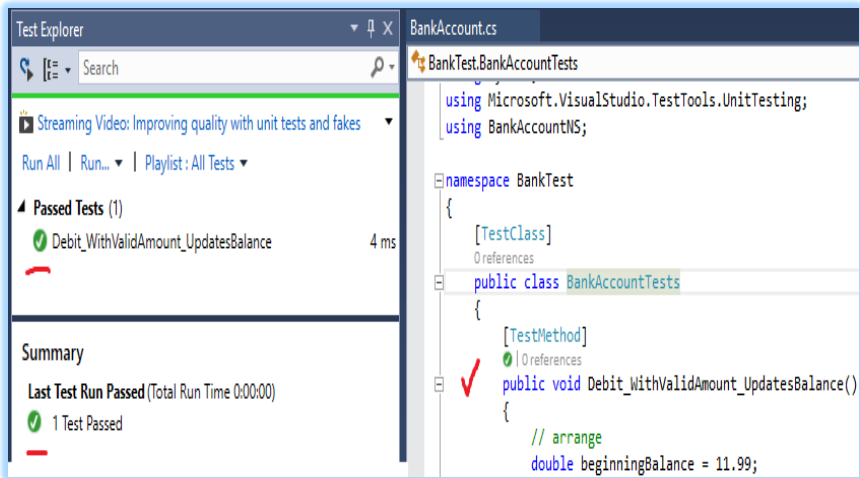 Test Explorer
Search
Streaming Video: Improving quality with unit tests and fakes
Run All | Run... | Playlist : All Tests
Passed Tests (1)
Debit_WithValidAmount_UpdatesBalance 4 ms
Summary
Last Test Run Passed (Total Run Time 0:00:00)
1 Test Passed
BankAccount.cs
BankTest.BankAccountTests
using Microsoft.VisualStudio.TestTools.UnitTesting;
using BankAccountNS;
namespace BankTest
{
[TestClass]
0 references
public class BankAccountTests
{
[TestMethod]
| 0 references
public void Debit_WithValidAmount_UpdatesBalance()
{
// arrange
double beginningBalance = 11.99;